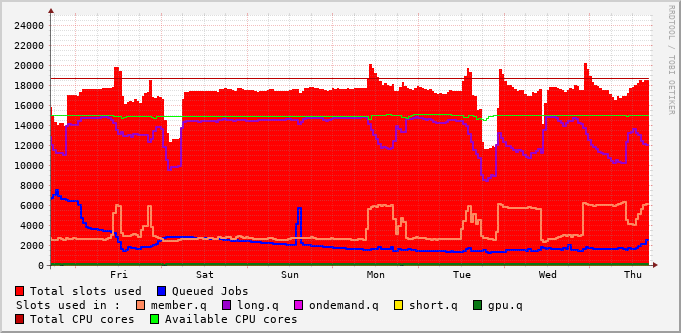 24000
22000
20000
18000
16000
14000
12000
10000
8000
6000
4000
2000
0
Fri Sat Sun Mon Tue Wed Thu
RRDTOOL / TOBI OETIKER
Total slots used Queued Jobs
Slots used in : member.q long.q ondemand.q short.q gpu.q
Total CPU cores Available CPU cores